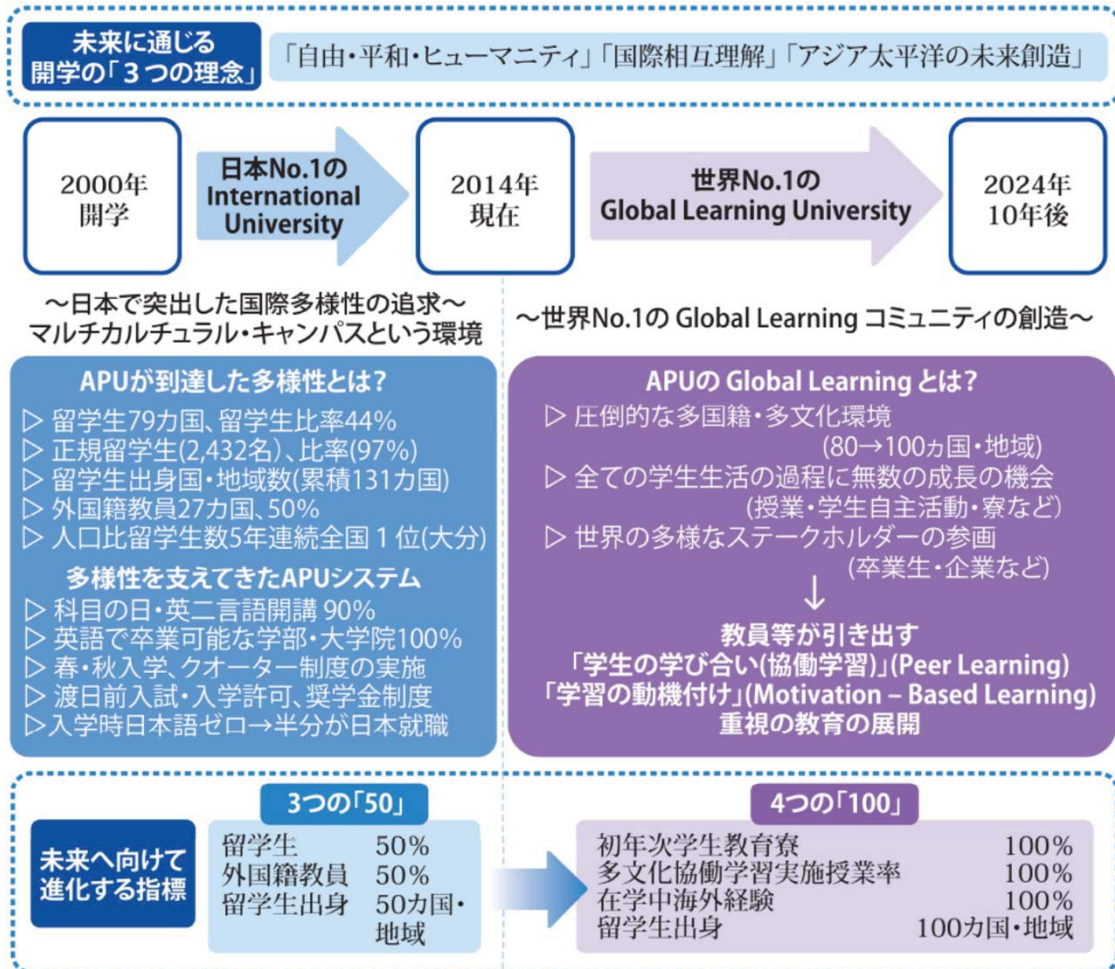 未来に通じる
開学の「3つの理念」
「自由・平和・ヒューマニティ」「国際相互理解」「アジア太平洋の未来創造」
2000年
開学
日本No.1の
International
University
2014年
現在
世界No.1の
Global Learning University
2024年
10年後
～日本で突出した国際多様性の追求～
マルチカルチュラル・キャンパスという環境
APUが到達した多様性とは?
▷ 留学生79カ国、留学生比率44%
▷ 正規留学生(2,432名)、比率(97%)
▷ 留学生出身国・地域数(累積131カ国)
▷ 外国籍教員27カ国、50%
▷ 人口比留学生数5年連続全国1位(大分)
多様性を支えてきたAPUシステム
▷ 科目の日・英二言語開講 90%
▷ 英語で卒業可能な学部・大学院100%
▷ 春・秋入学、クオーター制度の実施
▷ 渡日前入試・入学許可、奨学金制度
▷入学時日本語ゼロ→半分が日本就職
～世界No.1の Global Learning コミュニティの創造～
APUの Global Learning とは?
▷ 圧倒的な多国籍・多文化環境
(80→100ヵ国・地域)
▷ 全ての学生生活の過程に無数の成長の機会
(授業・学生自主活動・寮など)
▷ 世界の多様なステークホルダーの参画
(卒業生・企業など)
↓
教員等が引き出す
「学生の学び合い(協働学習)」(Peer Learning)
「学習の動機付け」(Motivation – Based Learning)
重視の教育の展開
未来へ向けて
進化する指標
3つの「50」
留学生 50%
外国籍教員 50%
留学生出身 50カ国・
地域
4つの「100」
初年次学生教育寮 100%
多文化協働学習実施授業率 100%
在学中海外経験 100%
留学生出身 100カ国・地域